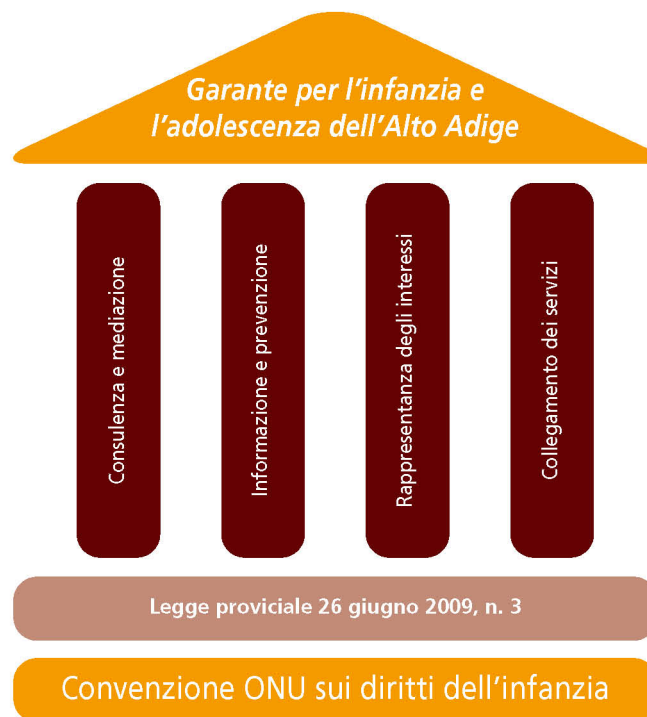 Garante per l'infanzia e
l'adolescenza dell'Alto Adige
Consulenza e mediazione
Informazione e prevenzione
Rappresentanza degli interessi
Collegamento dei servizi
Legge proviciale 26 giugno 2009, n. 3
Convenzione ONU sui diritti dell'infanzia